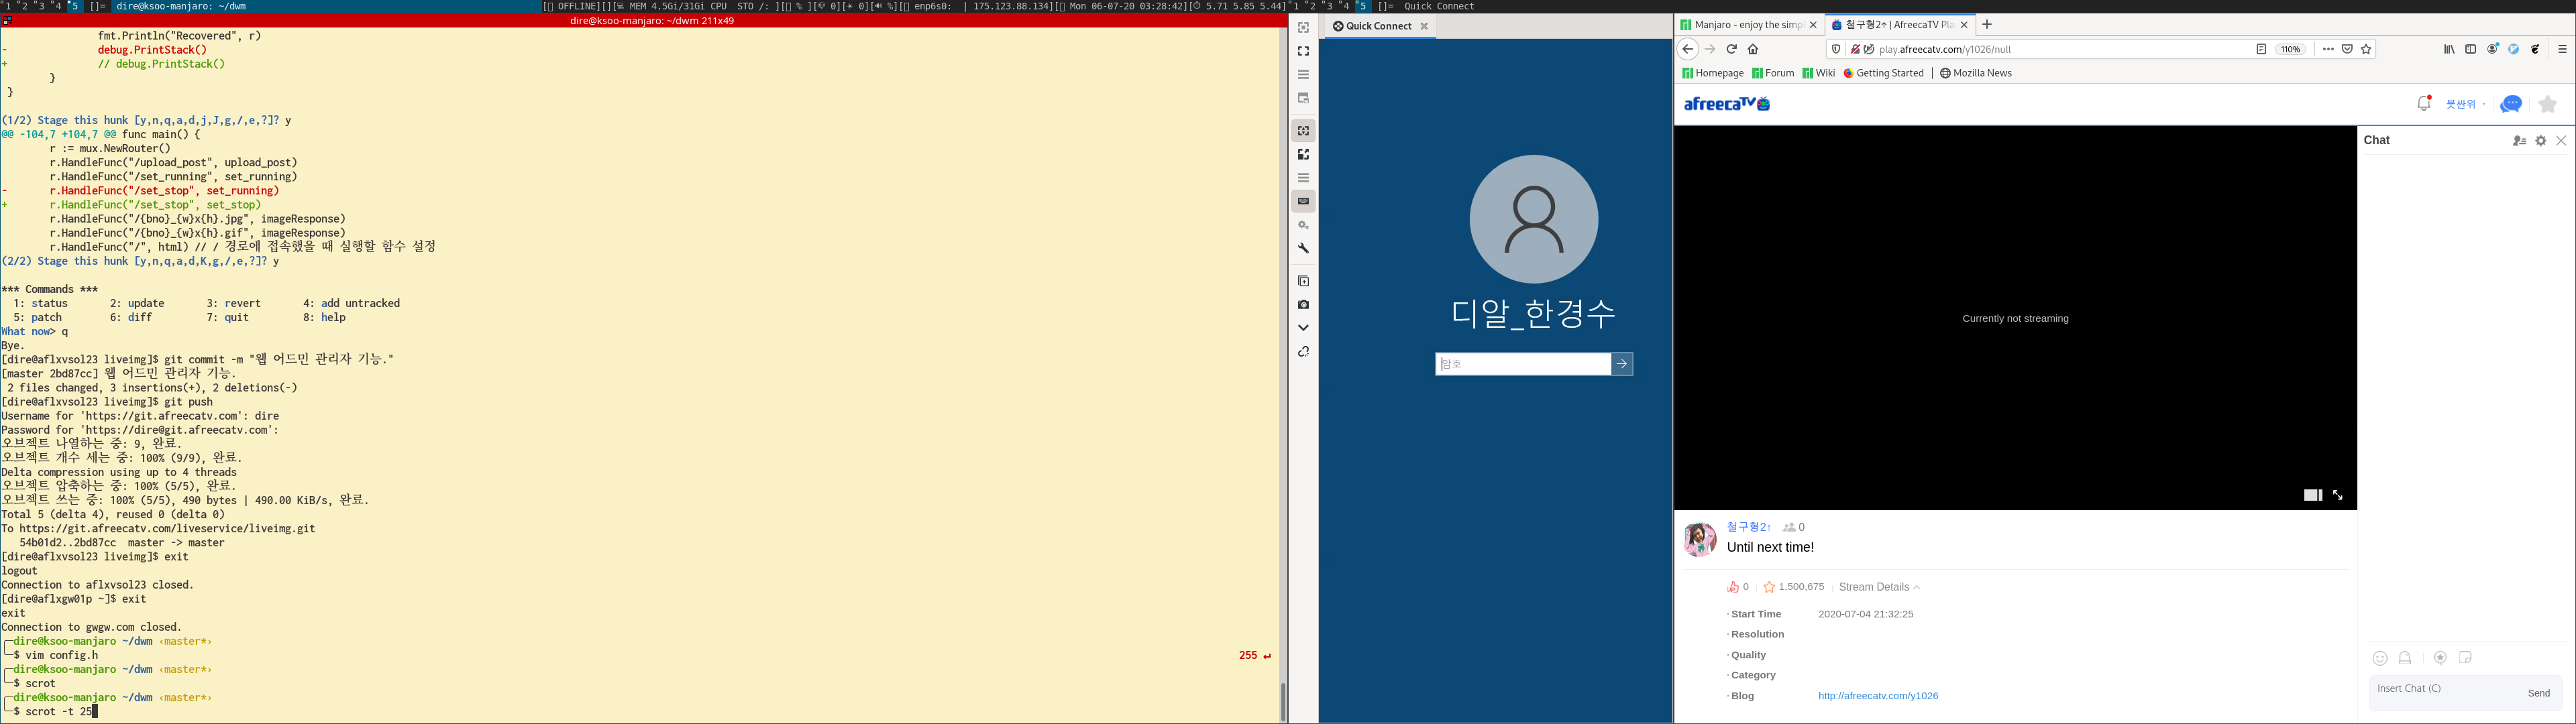 1 2 3 4 5 []= dire@ksoo-manjaro: ~/dwm
OFFLINE][][ MEM 4.5Gi/31Gi CPU STO /: ][ % ][ 0][ 0][ %][ enp6s0: | 175.123.88.134][ Mon 06-07-20 03:28:42][ 5.71 5.85 5.44]
1 2 3 4 5 []= Quick Connect
dire@ksoo-manjaro: ~/dwm 211x49
fmt.Println("Recovered", r)
- debug.PrintStack()
+ // debug.PrintStack()
}
}
(1/2) Stage this hunk [y,n,q,a,d,j,J,g,/,e,?]? y
@@ -104,7 +104,7 @@ func main() {
r := mux.NewRouter()
r.HandleFunc("/upload_post", upload_post)
r.HandleFunc("/set_running", set_running)
- r.HandleFunc("/set_stop", set_running)
+ r.HandleFunc("/set_stop", set_stop)
r.HandleFunc("/{bno}_{w}x{h}.jpg", imageResponse)
r.HandleFunc("/{bno}_{w}x{h}.gif", imageResponse)
r.HandleFunc("/", html) // / 경로에 접속했을 때 실행할 함수 설정
(2/2) Stage this hunk [y,n,q,a,d,K,g,/,e,?]? y
*** Commands ***
1: status 2: update 3: revert 4: add untracked
5: patch 6: diff 7: quit 8: help
What now> q
Bye.
[dire@aflxvsol23 liveimg]$ git commit -m "웹 어드민 관리자 기능."
[master 2bd87cc] 웹 어드민 관리자 기능.
2 files changed, 3 insertions(+), 2 deletions(-)
[dire@aflxvsol23 liveimg]$ git push
Username for 'https://git.afreecatv.com': dire
Password for 'https://dire@git.afreecatv.com':
오브젝트 나열하는 중: 9, 완료.
오브젝트 개수 세는 중: 100% (9/9), 완료.
Delta compression using up to 4 threads
오브젝트 압축하는 중: 100% (5/5), 완료.
오브젝트 쓰는 중: 100% (5/5), 490 bytes | 490.00 KiB/s, 완료.
Total 5 (delta 4), reused 0 (delta 0)
To https://git.afreecatv.com/liveservice/liveimg.git
54b01d2..2bd87cc master -> master
[dire@aflxvsol23 liveimg]$ exit
logout
Connection to aflxvsol23 closed.
[dire@aflxgw01p ~]$ exit
exit
Connection to gwgw.com closed.
dire@ksoo-manjaro ~/dwm ‹master*›
$ vim config.h 255 ↵
dire@ksoo-manjaro ~/dwm ‹master*›
$ scrot
dire@ksoo-manjaro ~/dwm ‹master*›
$ scrot -t 25
Quick Connect
디알_한경수
암호
Manjaro - enjoy the simp
철구형2↑ | AfreecaTV Pla
play.afreecatv.com/y1026/null
110%
Homepage Forum Wiki Getting Started Mozilla News
afreecaTV
붓싼위
Currently not streaming
Chat
철구형2↑ 0
Until next time!
0 1,500,675 Stream Details
· Start Time 2020-07-04 21:32:25
· Resolution
· Quality
· Category
· Blog http://afreecatv.com/y1026
Insert Chat (C)
Send